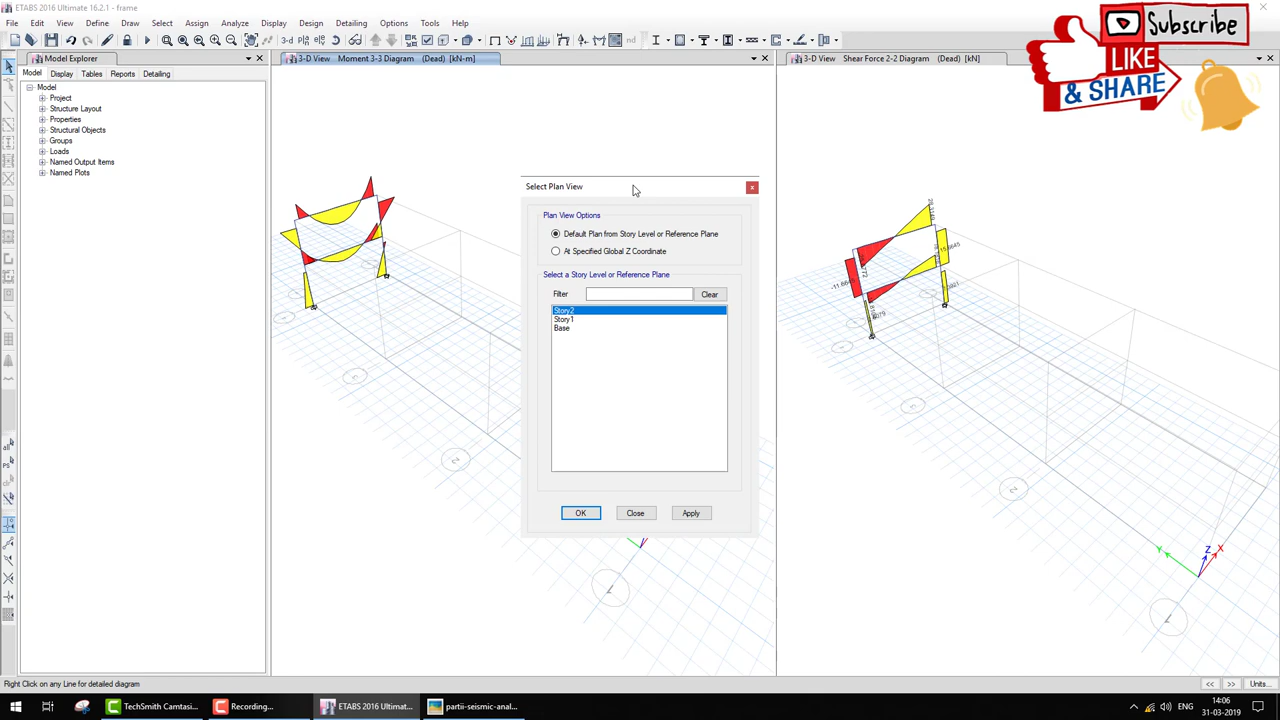 ETABS 2016 Ultimate 16.2.1 - frame
File Edit View Define Draw Select Assign Analyze Display Design Detailing Options Tools Help
3-d nd
Model Explorer
3-D View Moment 3-3 Diagram (Dead) [kN-m]
3-D View Shear Force 2-2 Diagram (Dead) [kN]
Model Display Tables Reports Detailing
Model
Project
Structure Layout
Properties
Structural Objects
Groups
Loads
Named Output Items
Named Plots
all
PS
Select Plan View
Plan View Options
Default Plan from Story Level or Reference Plane
At Specified Global Z Coordinate
Select a Story Level or Reference Plane
Filter
Clear
Story2
Story1
Base
OK Close Apply
Subscribe
LIKE
& SHARE
Y Z X
Right Click on any Line for detailed diagram
<< >> Units...
TechSmith Camtasi...
Recording...
ETABS 2016 Ultimat...
partii-seismic-anal...
ENG
14:06
31-03-2019